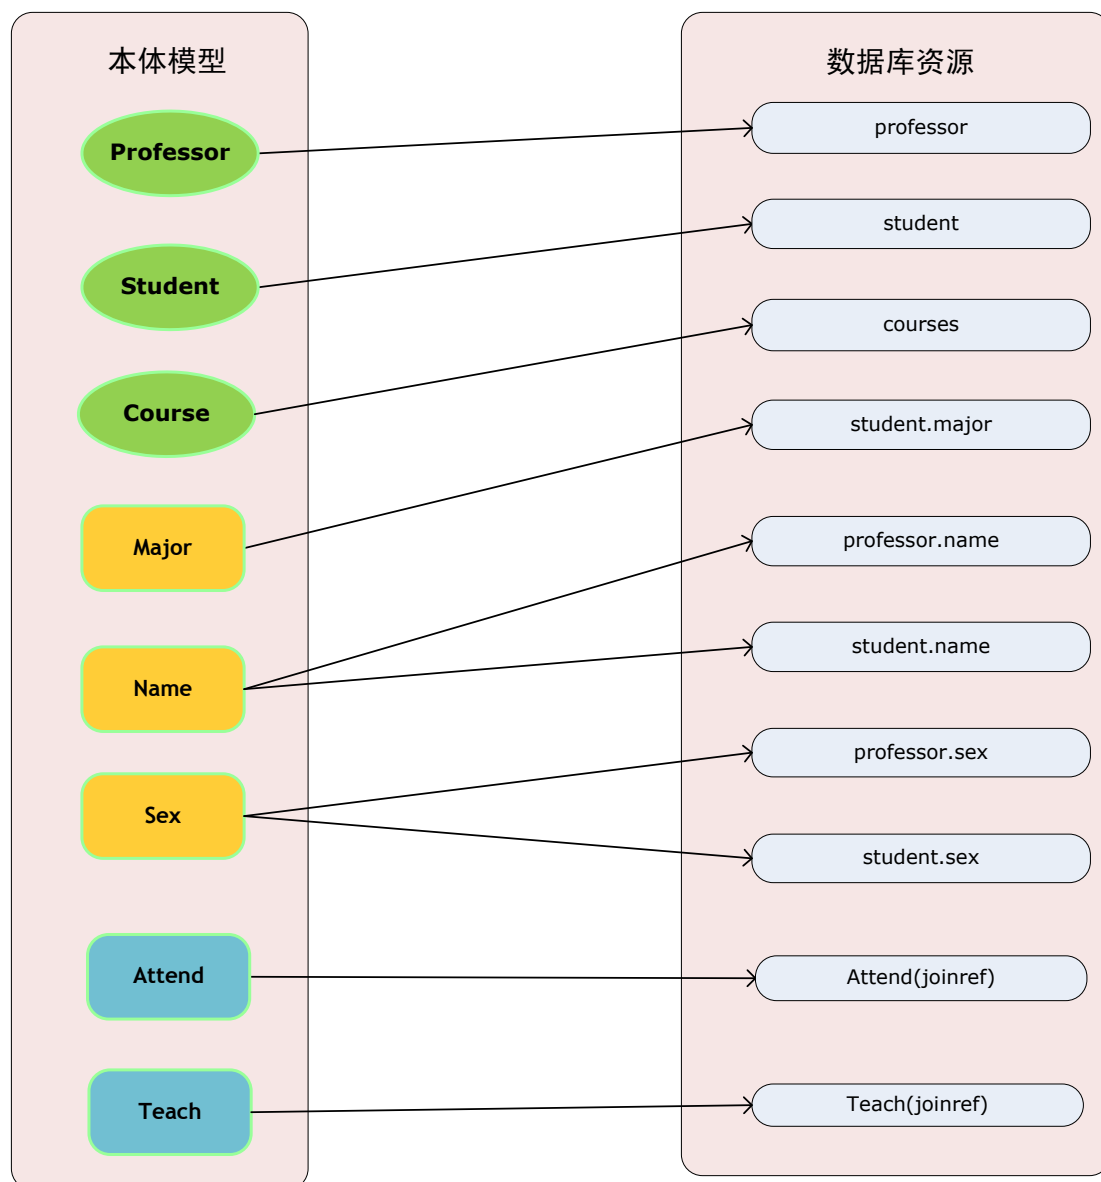 本体模型
Professor
Student
Course
Major
Name
Sex
Attend
Teach
数据库资源
professor
student
courses
student.major
professor.name
student.name
professor.sex
student.sex
Attend(joinref)
Teach(joinref)